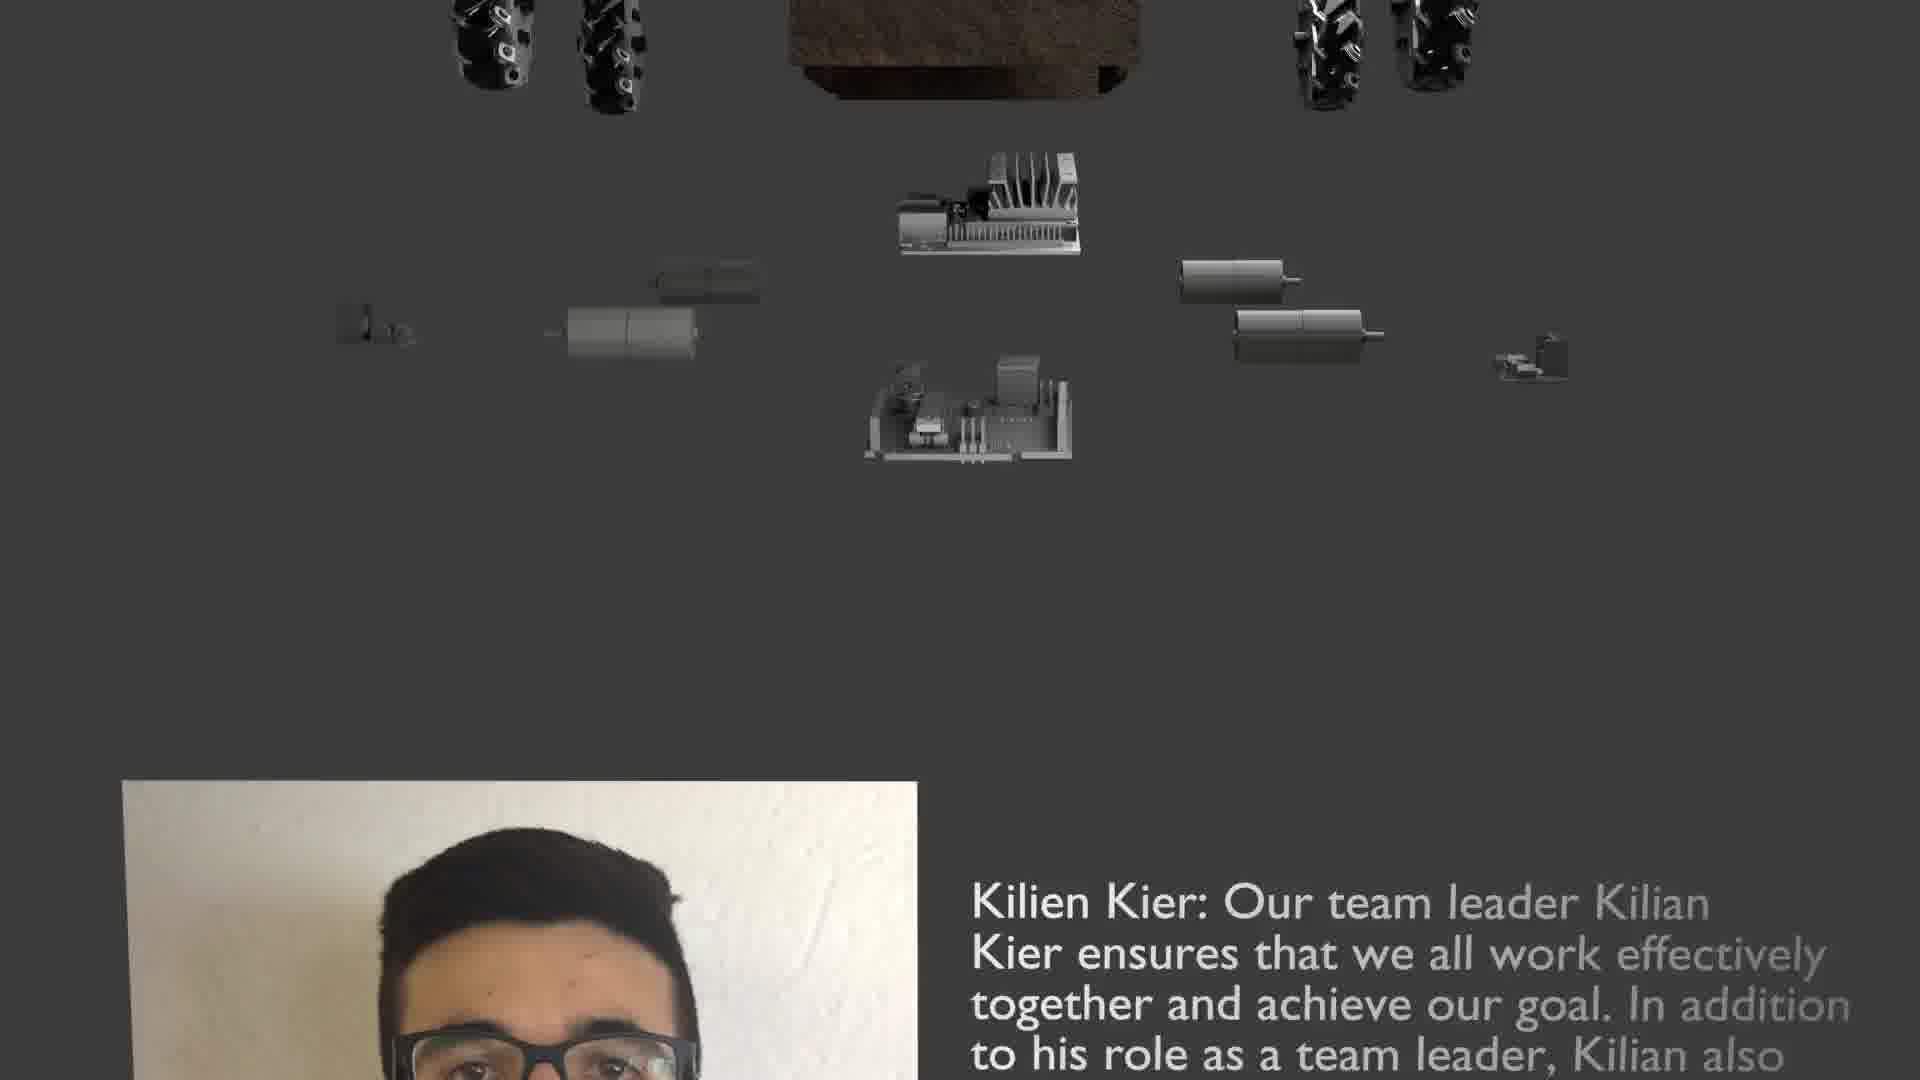 Kilien Kier: Our team leader Kilian
Kier ensures that we all work effectively
together and achieve our goal. In addition
to his role as a team leader, Kilian also